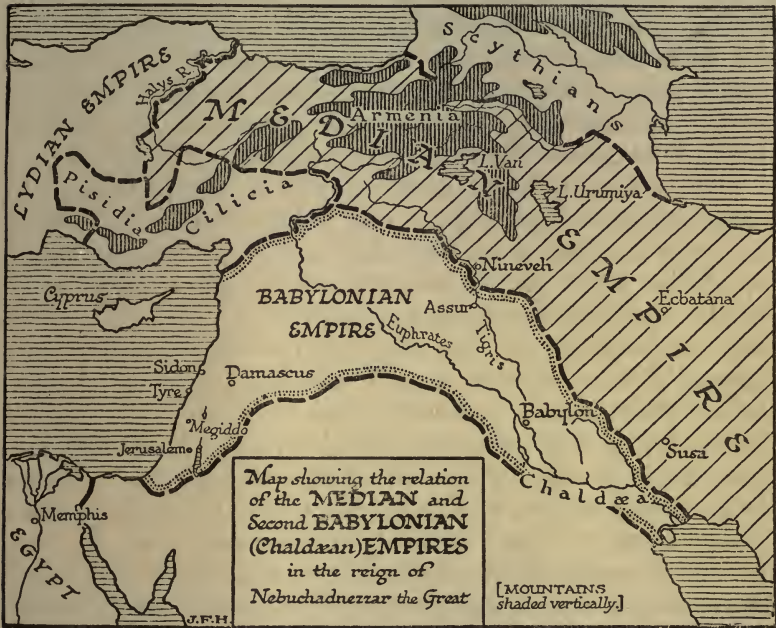 Scythians
LYDIAN EMPIRE
Halys R.
MEDIAN EMPIRE
Armenia
L. Van
L. Urumiya
Pisidia
Cilicia
Nineveh
Cyprus
BABYLONIAN
EMPIRE
Assur
Ecbatána
Euphrates
Tigris
Sidon
Damascus
Tyre
Babylon
Megiddo
Susa
Jerusalem
Chaldæa
Memphis
EGYPT
Map showing the relation
of the MEDIAN and
Second BABYLONIAN
(Chaldæan) EMPIRES
in the reign of
Nebuchadnezzar the Great
[MOUNTAINS
shaded vertically.]
J.F.H.